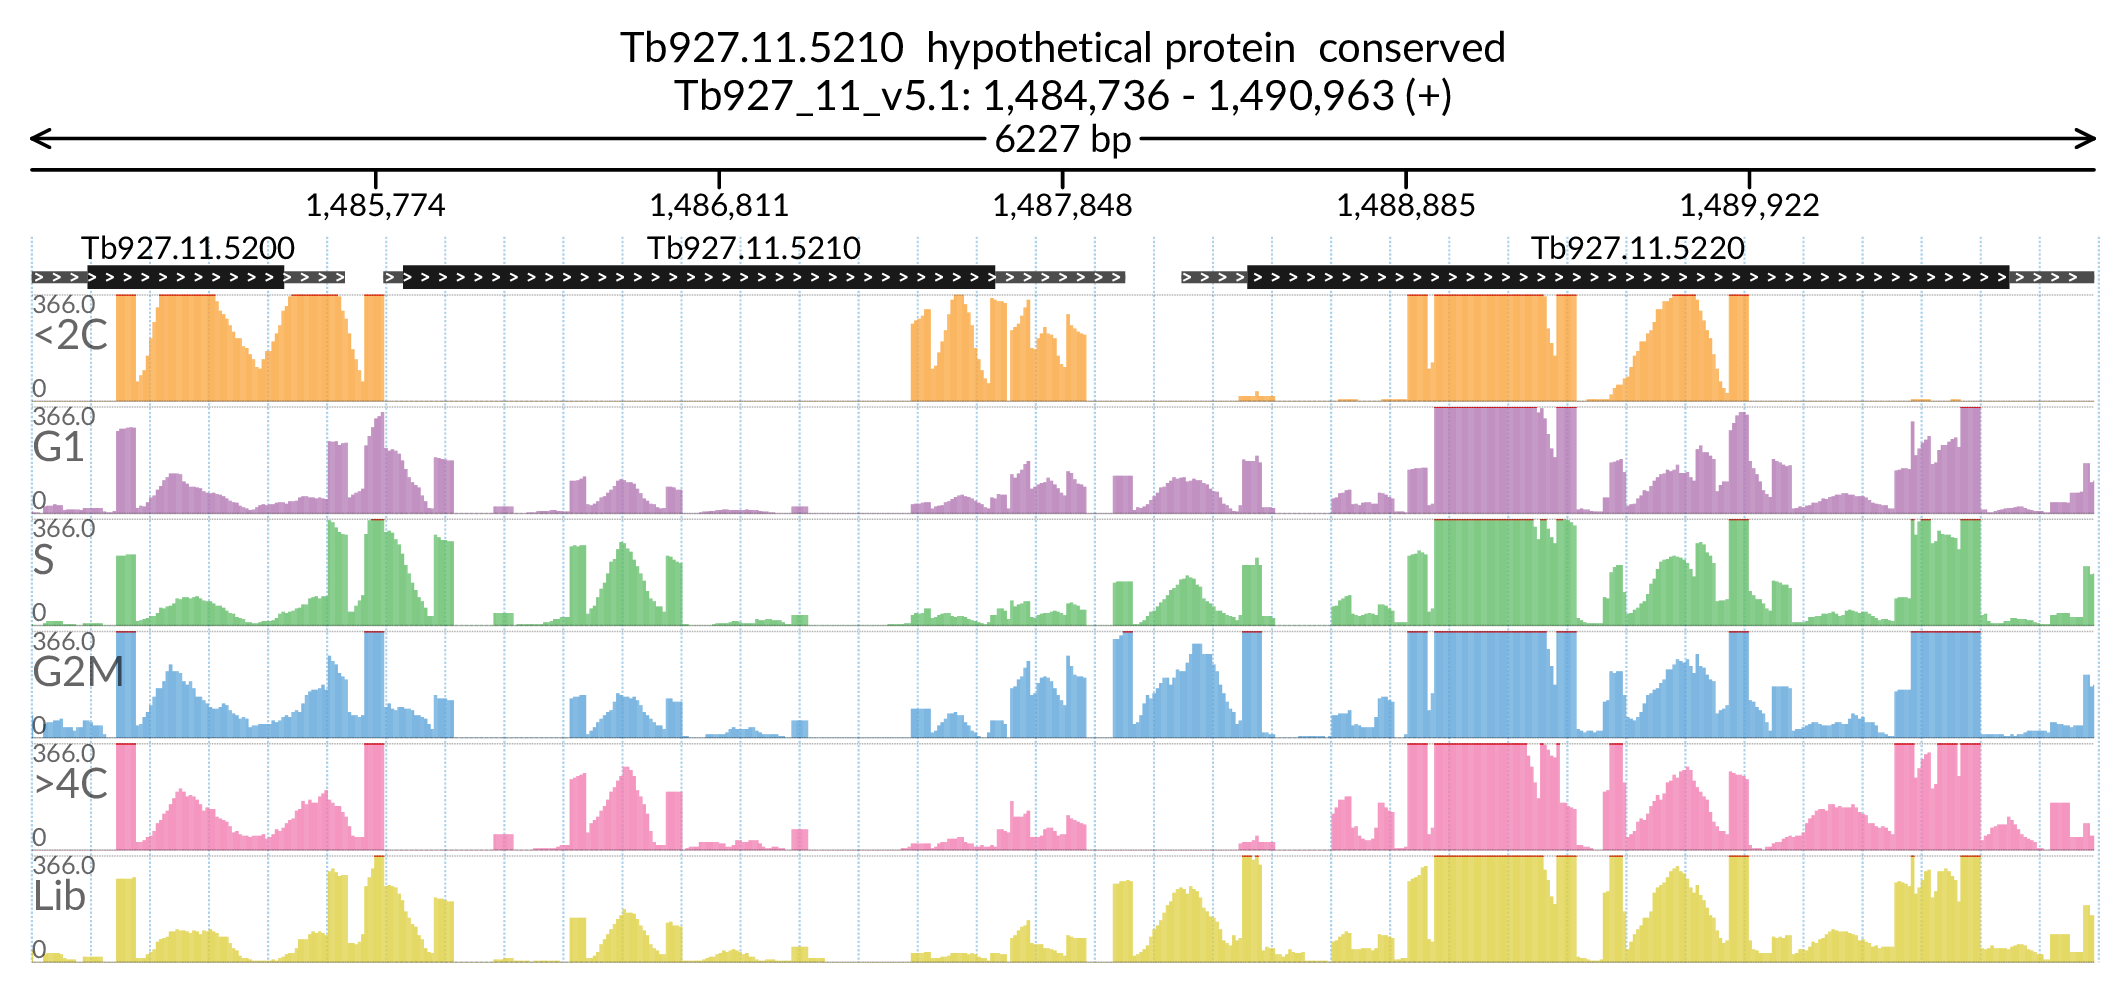 Tb927.11.5210  hypothetical protein  conserved
Tb927_11_v5.1: 1,484,736 - 1,490,963 (+)
6227 bp
1,485,774 1,486,811 1,487,848 1,488,885 1,489,922
Tb927.11.5200 Tb927.11.5210 Tb927.11.5220
366.0
<2C
0
366.0
G1
0
366.0
S
0
366.0
G2M
0
366.0
>4C
0
366.0
Lib
0